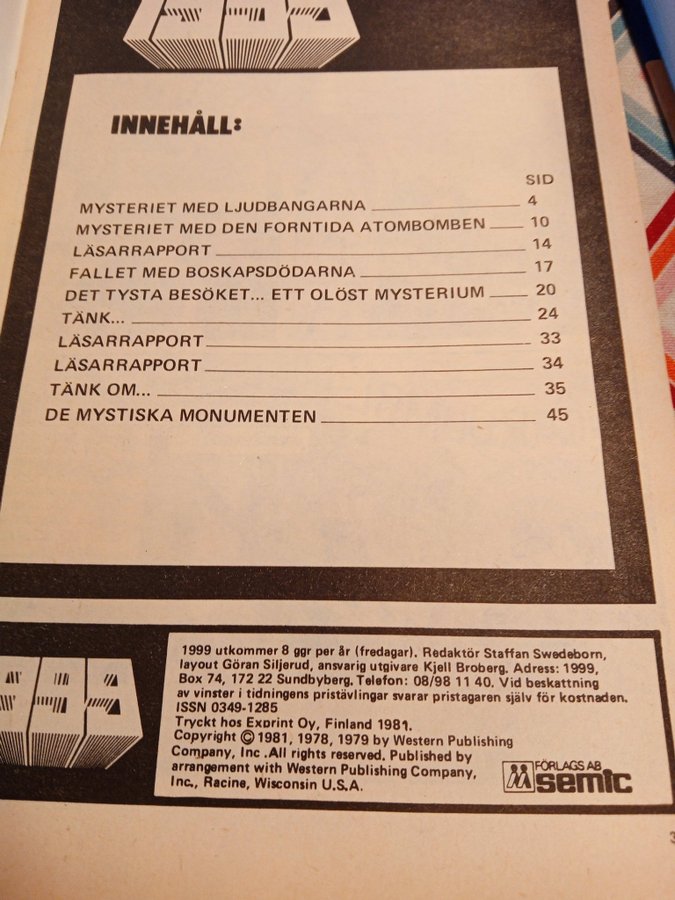 INNEHÅLL:
SID
MYSTERIET MED LJUDBANGARNA 4
MYSTERIET MED DEN FORNTIDA ATOMBOMBEN 10
LÄSARRAPPORT 14
FALLET MED BOSKAPSDÖDARNA 17
DET TYSTA BESÖKET... ETT OLÖST MYSTERIUM 20
TÄNK... 24
LÄSARRAPPORT 33
LÄSARRAPPORT 34
TÄNK OM... 35
DE MYSTISKA MONUMENTEN 45
1999 utkommer 8 ggr per år (fredagar). Redaktör Staffan Swedeborn,
layout Göran Siljerud, ansvarig utgivare Kjell Broberg. Adress: 1999,
Box 74, 172 22 Sundbyberg. Telefon: 08/98 11 40. Vid beskattning
av vinster i tidningens pristävlingar svarar pristagaren själv för kostnaden.
ISSN 0349-1285
Tryckt hos Exprint Oy, Finland 1981.
Copyright © 1981, 1978, 1979 by Western Publishing
Company, Inc .All rights reserved. Published by
arrangement with Western Publishing Company,
Inc., Racine, Wisconsin U.S.A.
FÖRLAGS AB
semic